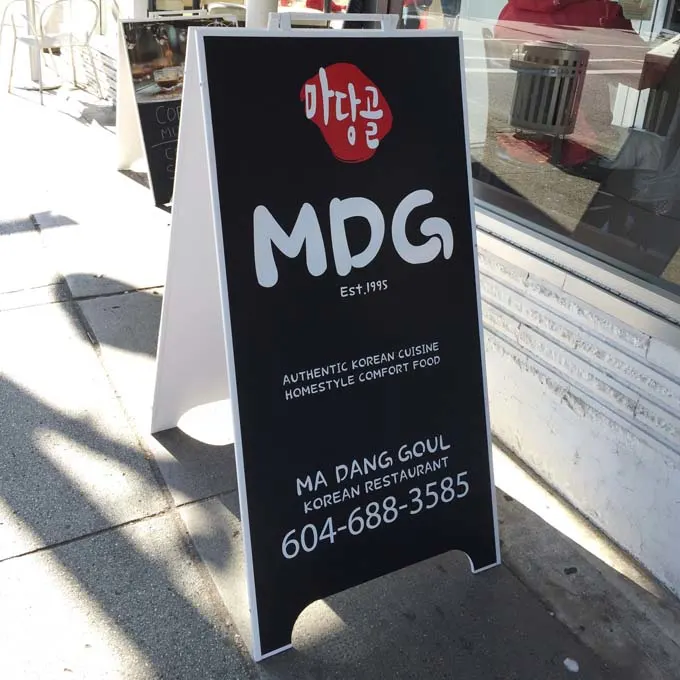 마당골
MDG
Est.1995
AUTHENTIC KOREAN CUISINE
HOMESTYLE COMFORT FOOD
MA DANG GOUL
KOREAN RESTAURANT
604-688-3585